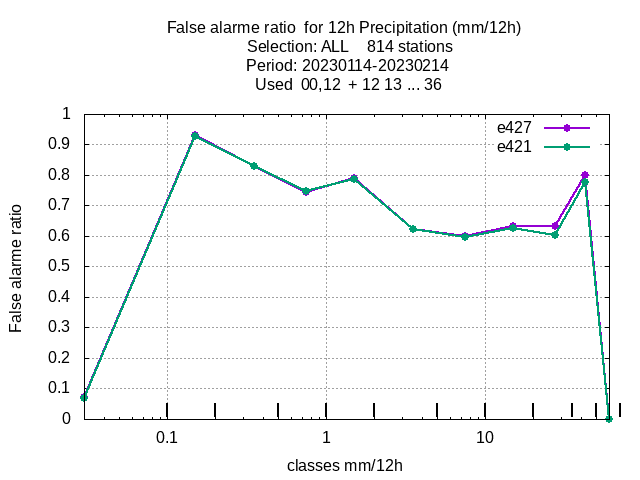 False alarme ratio  for 12h Precipitation (mm/12h)
Selection: ALL    814 stations
Period: 20230114-20230214
Used  00,12  + 12 13 ... 36
e427
e421
1
0.9
0.8
0.7
0.6
0.5
0.4
0.3
0.2
0.1
0
False alarme ratio
0.1 1 10
classes mm/12h